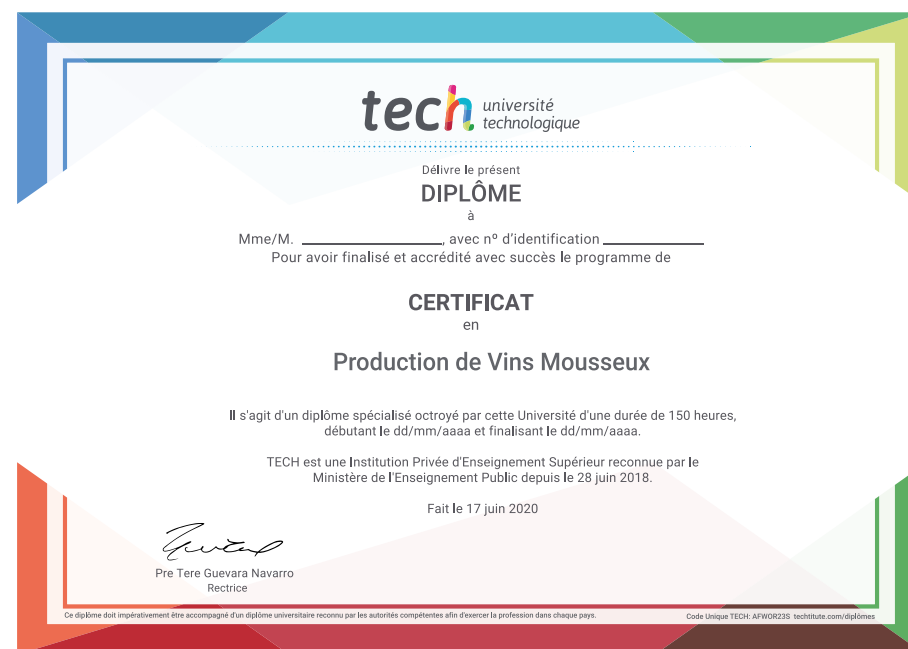 tech université
technologique
Délivre le présent
DIPLÔME
à
Mme/M. ____________________, avec nº d'identification ______________
Pour avoir finalisé et accrédité avec succès le programme de
CERTIFICAT
en
Production de Vins Mousseux
Il s'agit d'un diplôme spécialisé octroyé par cette Université d'une durée de 150 heures,
débutant le dd/mm/aaaa et finalisant le dd/mm/aaaa.
TECH est une Institution Privée d'Enseignement Supérieur reconnue par le
Ministère de l'Enseignement Public depuis le 28 juin 2018.
Fait le 17 juin 2020
Pre Tere Guevara Navarro
Rectrice
Ce diplôme doit impérativement être accompagné d'un diplôme universitaire reconnu par les autorités compétentes afin d'exercer la profession dans chaque pays.
Code Unique TECH: AFWOR23S techtitute.com/diplômes